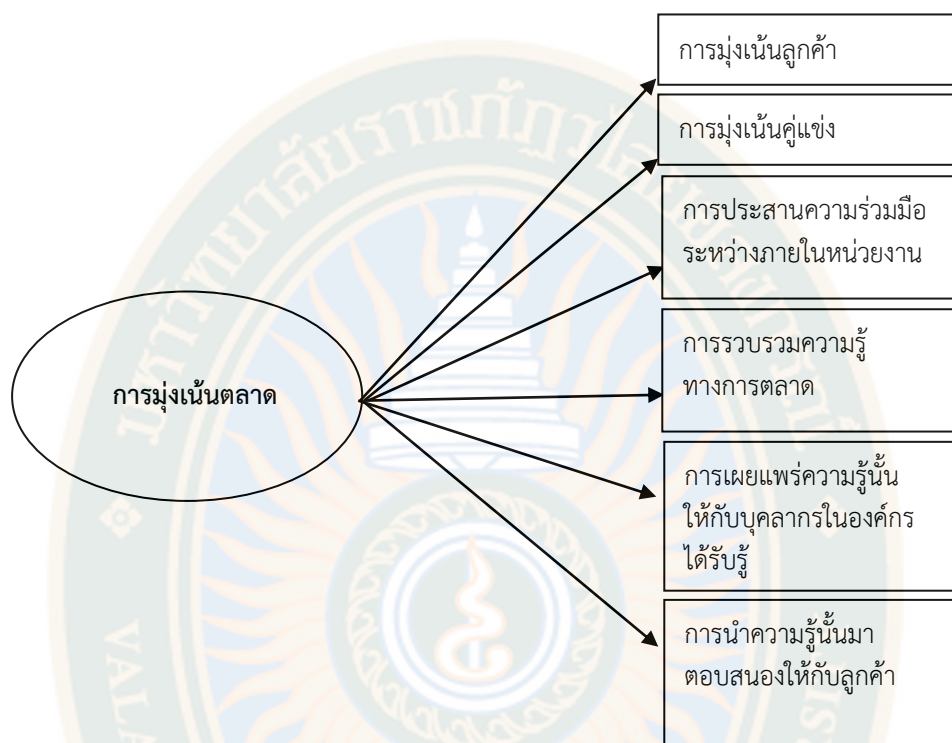 การมุ่งเน้นลูกค้า
การมุ่งเน้นคู่แข่ง
การประสานความร่วมมือ
ระหว่างภายในหน่วยงาน
การมุ่งเน้นตลาด
การรวบรวมความรู้
ทางการตลาด
การเผยแพร่ความรู้นั้น
ให้กับบุคลากรในองค์กร
ได้รับรู้
การนำความรู้นั้นมา
ตอบสนองให้กับลูกค้า